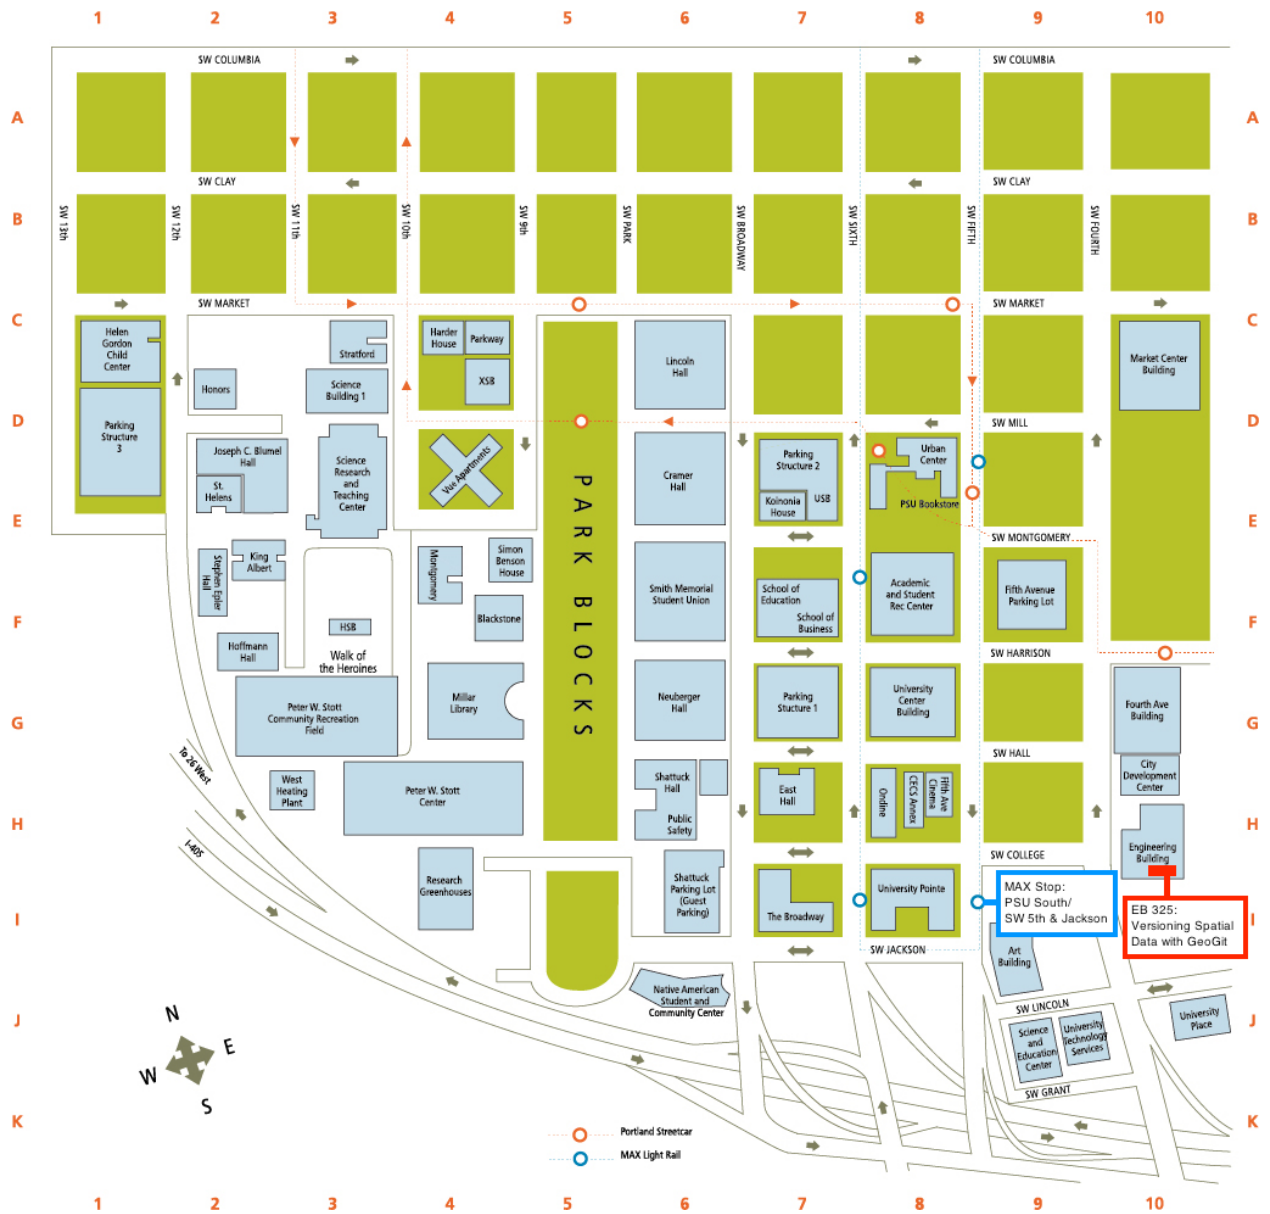 1 2 3 4 5 6 7 8 9 10
SW COLUMBIA SW COLUMBIA
A A
SW CLAY SW CLAY
B B
SW 13th
SW 12th
SW 11th
SW 10th
SW 9th
SW PARK
SW BROADWAY
SW SIXTH
SW FIFTH
SW FOURTH
SW MARKET SW MARKET
C C
Helen
Gordon
Child
Center
Stratford
Harder
House
Parkway
XSB
Lincoln
Hall
Market Center
Building
Honors
Science
Building 1
D D
SW MILL
Parking
Structure
3
Joseph C. Blumel
Hall
St.
Helens
Science
Research
and
Teaching
Center
Vue Apartments
PARK BLOCKS
Cramer
Hall
Parking
Structure 2
Koinonia
House
USB
Urban
Center
PSU Bookstore
E E
SW MONTGOMERY
Stephen Epler
Hall
King
Albert
Montgomery
Simon
Benson
House
Blackstone
Smith Memorial
Student Union
School of
Education
School of
Business
Academic
and Student
Rec Center
Fifth Avenue
Parking Lot
F F
HSB
Hoffmann
Hall
Walk of
the Heroines
SW HARRISON
Peter W. Stott
Community Recreation
Field
Millar
Library
Neuberger
Hall
Parking
Stucture 1
University
Center
Building
Fourth Ave
Building
G G
SW HALL
To 26 West
West
Heating
Plant
Peter W. Stott
Center
Shattuck
Hall
Public
Safety
East
Hall
Ondine
CECS Annex
Fifth Ave
Cinema
City
Development
Center
H H
I-405
SW COLLEGE
Engineering
Building
Research
Greenhouses
Shattuck
Parking Lot
(Guest
Parking)
The Broadway
University Pointe
MAX Stop:
PSU South/
SW 5th & Jackson
EB 325:
Versioning Spatial
Data with GeoGit
I I
SW JACKSON
Art
Building
Native American
Student and
Community Center
SW LINCOLN
University
Place
J J
Science
and
Education
Center
University
Technology
Services
N
E
W
S
SW GRANT
K K
Portland Streetcar
MAX Light Rail
1 2 3 4 5 6 7 8 9 10